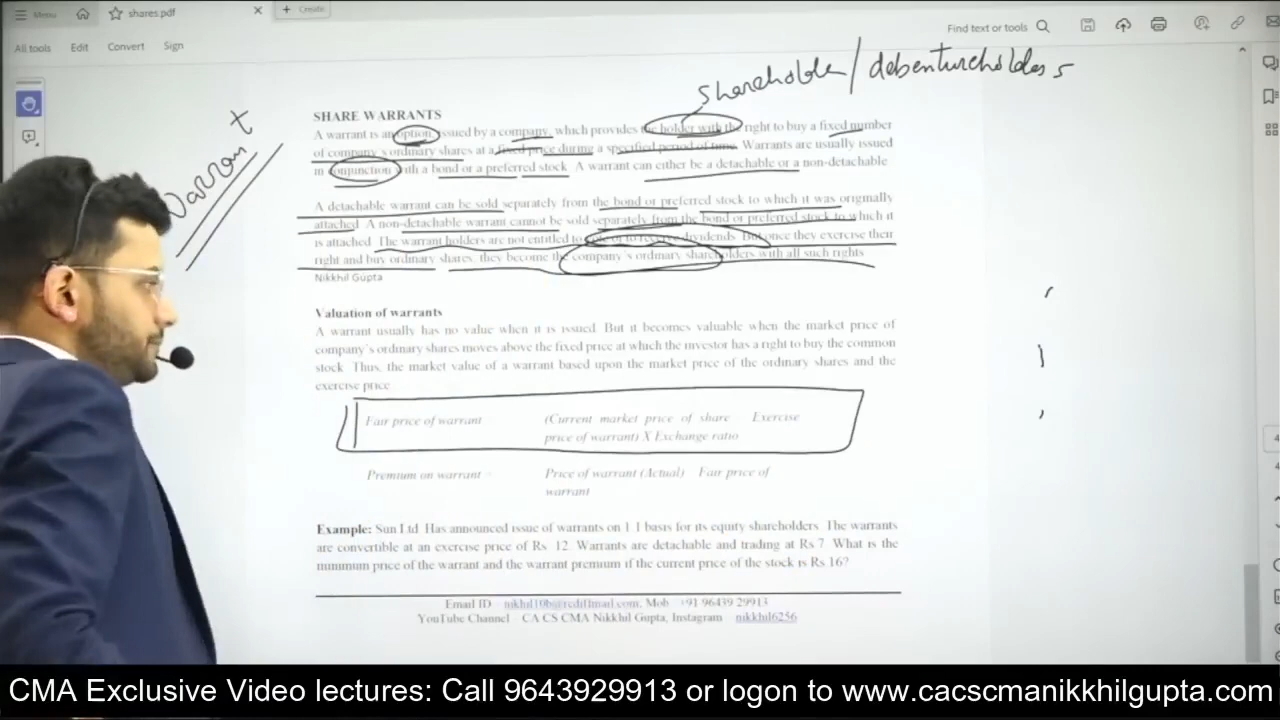 Menu
shares.pdf
+ Create
All tools Edit Convert Sign
Find text or tools
Shareholder / debentureholders
Warrant
SHARE WARRANTS
A warrant is an option issued by a company, which provides the holder with the right to buy a fixed number
of company's ordinary shares at a fixed price during a specified period of time. Warrants are usually issued
in conjunction with a bond or a preferred stock. A warrant can either be a detachable or a non-detachable
A detachable warrant can be sold separately from the bond or preferred stock to which it was originally
attached. A non-detachable warrant cannot be sold separately from the bond or preferred stock to which it
is attached. The warrant holders are not entitled to vote or to receive dividends. But once they exercise their
right and buy ordinary shares, they become the company's ordinary shareholders with all such rights
Nikkhil Gupta
Valuation of warrants
A warrant usually has no value when it is issued. But it becomes valuable when the market price of
company's ordinary shares moves above the fixed price at which the investor has a right to buy the common
stock. Thus, the market value of a warrant based upon the market price of the ordinary shares and the
exercise price
Fair price of warrant (Current market price of share Exercise
price of warrant) X Exchange ratio
Premium on warrant = Price of warrant (Actual) Fair price of
warrant
Example: Sun Ltd. Has announced issue of warrants on 1 1 basis for its equity shareholders. The warrants
are convertible at an exercise price of Rs. 12. Warrants are detachable and trading at Rs 7. What is the
minimum price of the warrant and the warrant premium if the current price of the stock is Rs 16?
Email ID nikhil10b@rediffmail.com, Mob +91 96439 29913
YouTube Channel CA CS CMA Nikkhil Gupta, Instagram nikkhil6256
CMA Exclusive Video lectures: Call 9643929913 or logon to www.cacscmanikkhilgupta.com